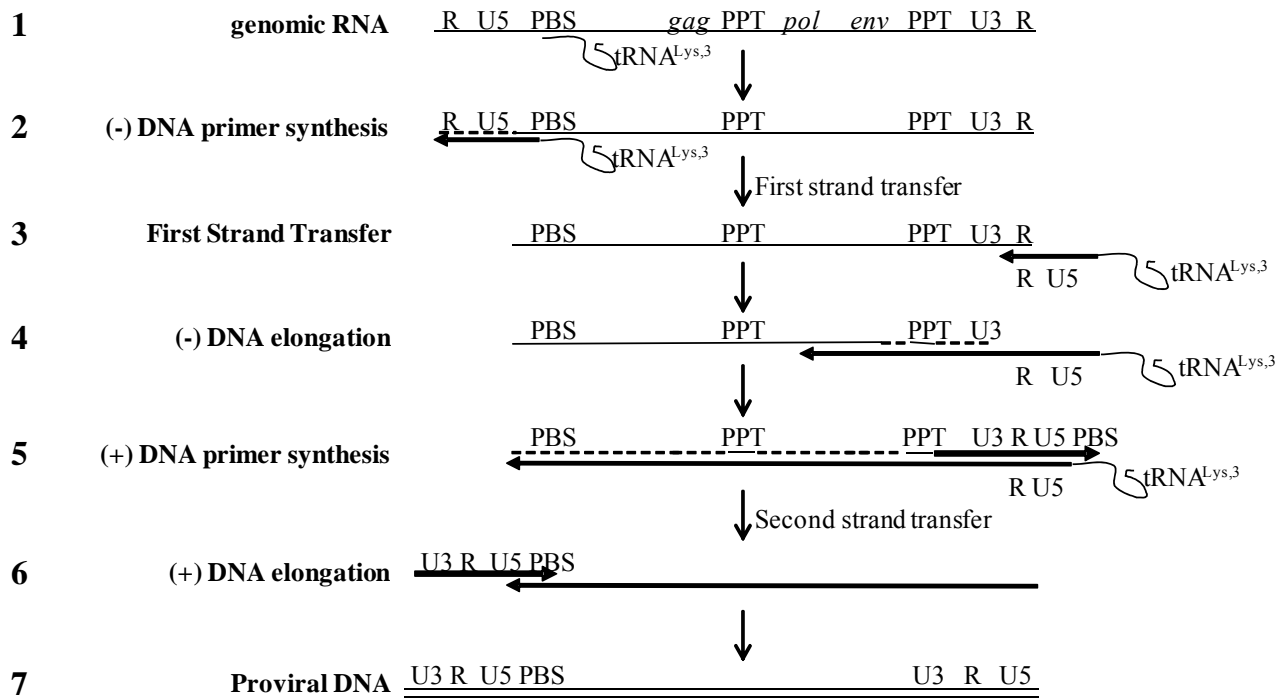 1 genomic RNA R U5 PBS gag PPT pol env PPT U3 R
tRNALys,3
2 (-) DNA primer synthesis R U5 PBS PPT PPT U3 R
tRNALys,3
First strand transfer
3 First Strand Transfer PBS PPT PPT U3 R
R U5 tRNALys,3
4 (-) DNA elongation PBS PPT PPT U3
R U5 tRNALys,3
5 (+) DNA primer synthesis PBS PPT PPT U3 R U5 PBS
R U5 tRNALys,3
Second strand transfer
6 (+) DNA elongation U3 R U5 PBS
7 Proviral DNA U3 R U5 PBS U3 R U5